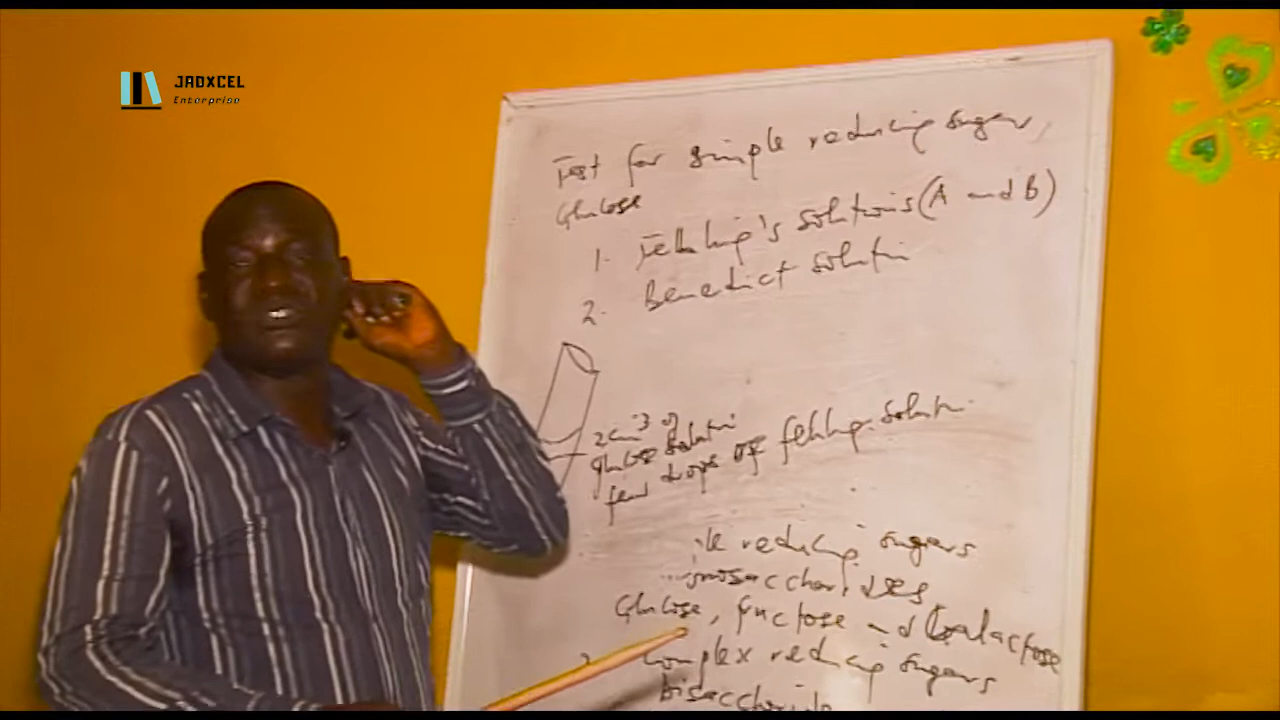 JADXCEL
Enterprise
Test for simple reducing sugar,
Glucose
1. Fehling's solutions (A and B)
2. Benedict solution
2cm³ of
glucose solution
few drops of fehling solution.
reducing sugars
Glucose, fructose and Galactose
complex reducing sugars